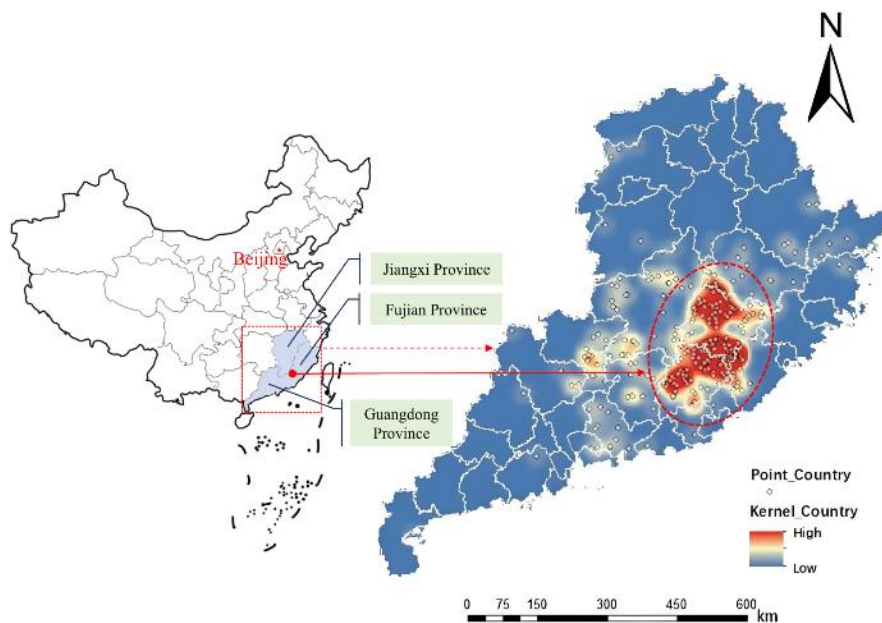 N
Beijing
Jiangxi Province
Fujian Province
Guangdong
Province
Point_Country
Kernel_Country
High
Low
0 75 150 300 450 600
km